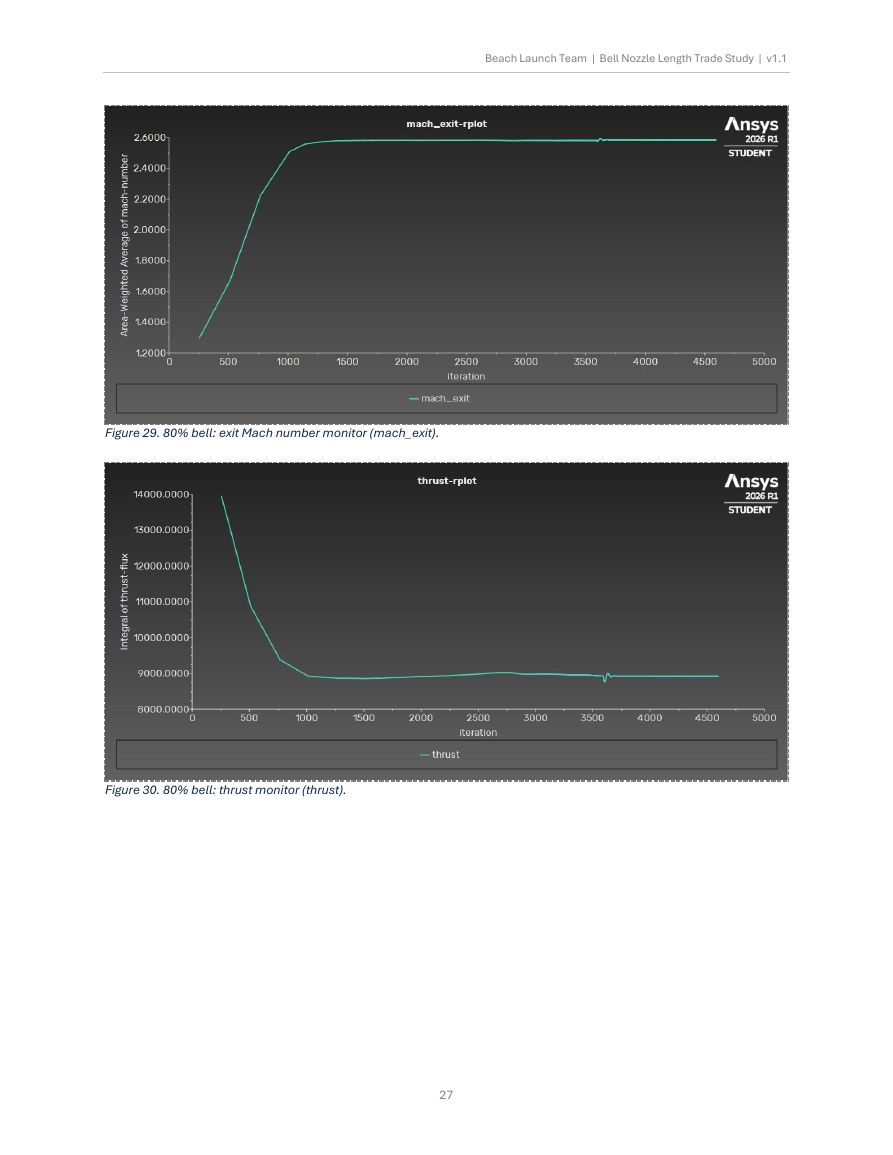 Beach Launch Team | Bell Nozzle Length Trade Study | v1.1
mach_exit-rplot
Ansys
2026 R1
STUDENT
Area-Weighted Average of mach-number
2.6000
2.4000
2.2000
2.0000
1.8000
1.6000
1.4000
1.2000
0 500 1000 1500 2000 2500 3000 3500 4000 4500 5000
iteration
mach_exit
Figure 29. 80% bell: exit Mach number monitor (mach_exit).
thrust-rplot
Ansys
2026 R1
STUDENT
Integral of thrust-flux
14000.0000
13000.0000
12000.0000
11000.0000
10000.0000
9000.0000
8000.0000
0 500 1000 1500 2000 2500 3000 3500 4000 4500 5000
iteration
thrust
Figure 30. 80% bell: thrust monitor (thrust).
27